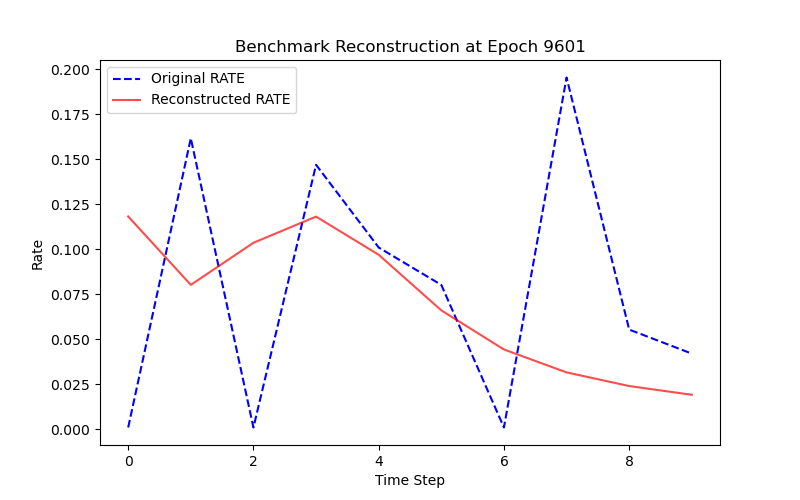 Benchmark Reconstruction at Epoch 9601
Original RATE
Reconstructed RATE
0.200
0.175
0.150
0.125
0.100
0.075
0.050
0.025
0.000
Rate
0 2 4 6 8
Time Step